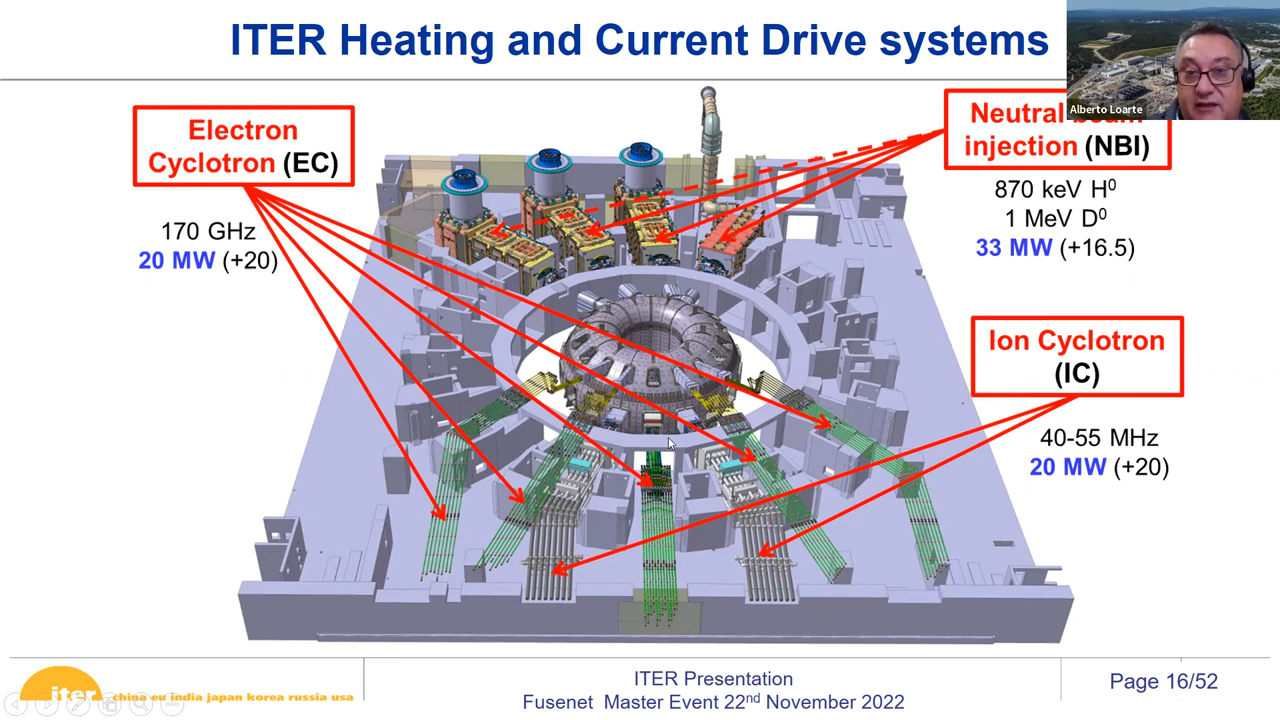 ITER Heating and Current Drive systems
Alberto Loarte
Electron
Cyclotron (EC)
170 GHz
20 MW (+20)
Neutral beam
injection (NBI)
870 keV H⁰
1 MeV D⁰
33 MW (+16.5)
Ion Cyclotron
(IC)
40-55 MHz
20 MW (+20)
iter
china eu india japan korea russia usa
ITER Presentation
Fusenet Master Event 22nd November 2022
Page 16/52